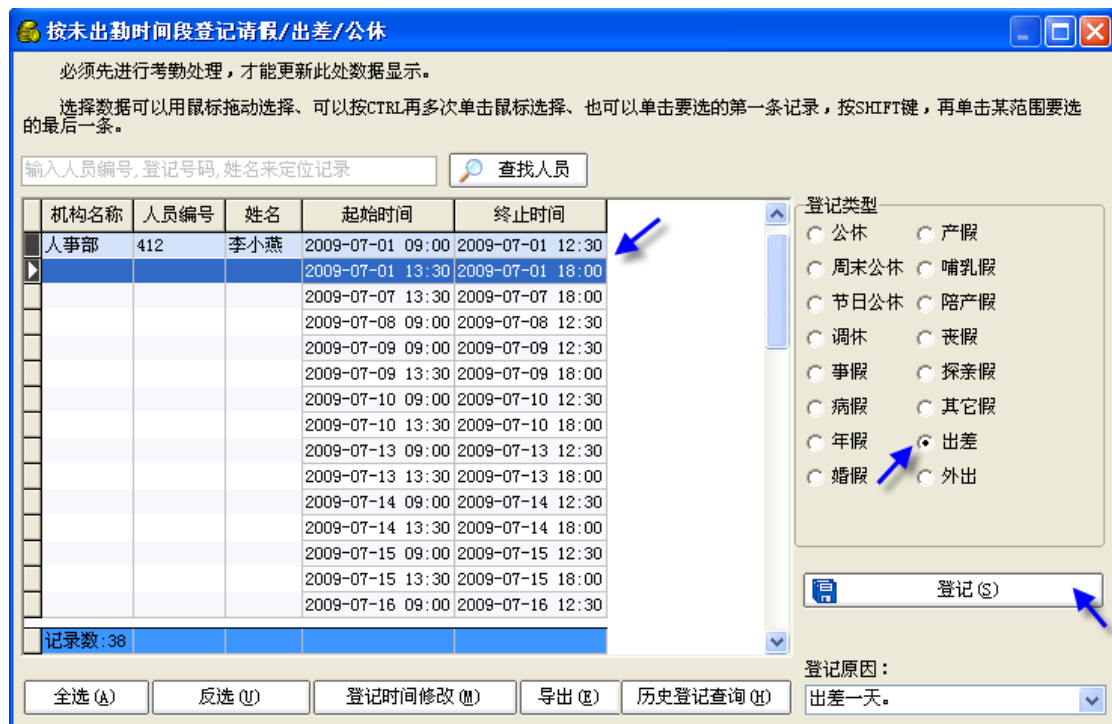 按未出勤时间段登记请假/出差/公休
必须先进行考勤处理，才能更新此处数据显示。
选择数据可以用鼠标拖动选择、可以按CTRL再多次单击鼠标选择、也可以单击要选的第一条记录，按SHIFT键，再单击某范围要选
的最后一条。
输入人员编号,登记号码,姓名来定位记录 查找人员
机构名称 人员编号 姓名 起始时间 终止时间
人事部 412 李小燕 2009-07-01 09:00 2009-07-01 12:30
2009-07-01 13:30 2009-07-01 18:00
2009-07-07 13:30 2009-07-07 18:00
2009-07-08 09:00 2009-07-08 12:30
2009-07-09 09:00 2009-07-09 12:30
2009-07-09 13:30 2009-07-09 18:00
2009-07-10 09:00 2009-07-10 12:30
2009-07-10 13:30 2009-07-10 18:00
2009-07-13 09:00 2009-07-13 12:30
2009-07-13 13:30 2009-07-13 18:00
2009-07-14 09:00 2009-07-14 12:30
2009-07-14 13:30 2009-07-14 18:00
2009-07-15 09:00 2009-07-15 12:30
2009-07-15 13:30 2009-07-15 18:00
2009-07-16 09:00 2009-07-16 12:30
记录数:38
登记类型
公休 产假
周末公休 哺乳假
节日公休 陪产假
调休 丧假
事假 探亲假
病假 其它假
年假 出差
婚假 外出
登记(S)
登记原因：
出差一天。
全选(A) 反选(U) 登记时间修改(M) 导出(E) 历史登记查询(H)